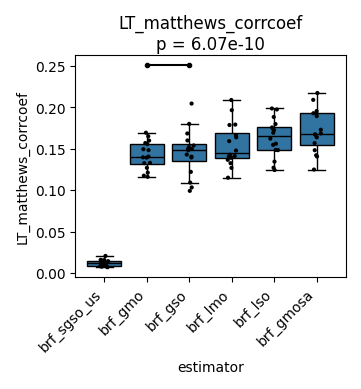 LT_matthews_corrcoef
p = 6.07e-10
LT_matthews_corrcoef
0.25
0.20
0.15
0.10
0.05
0.00
brf_sgso_us
brf_gmo
brf_gso
brf_lmo
brf_lso
brf_gmosa
estimator